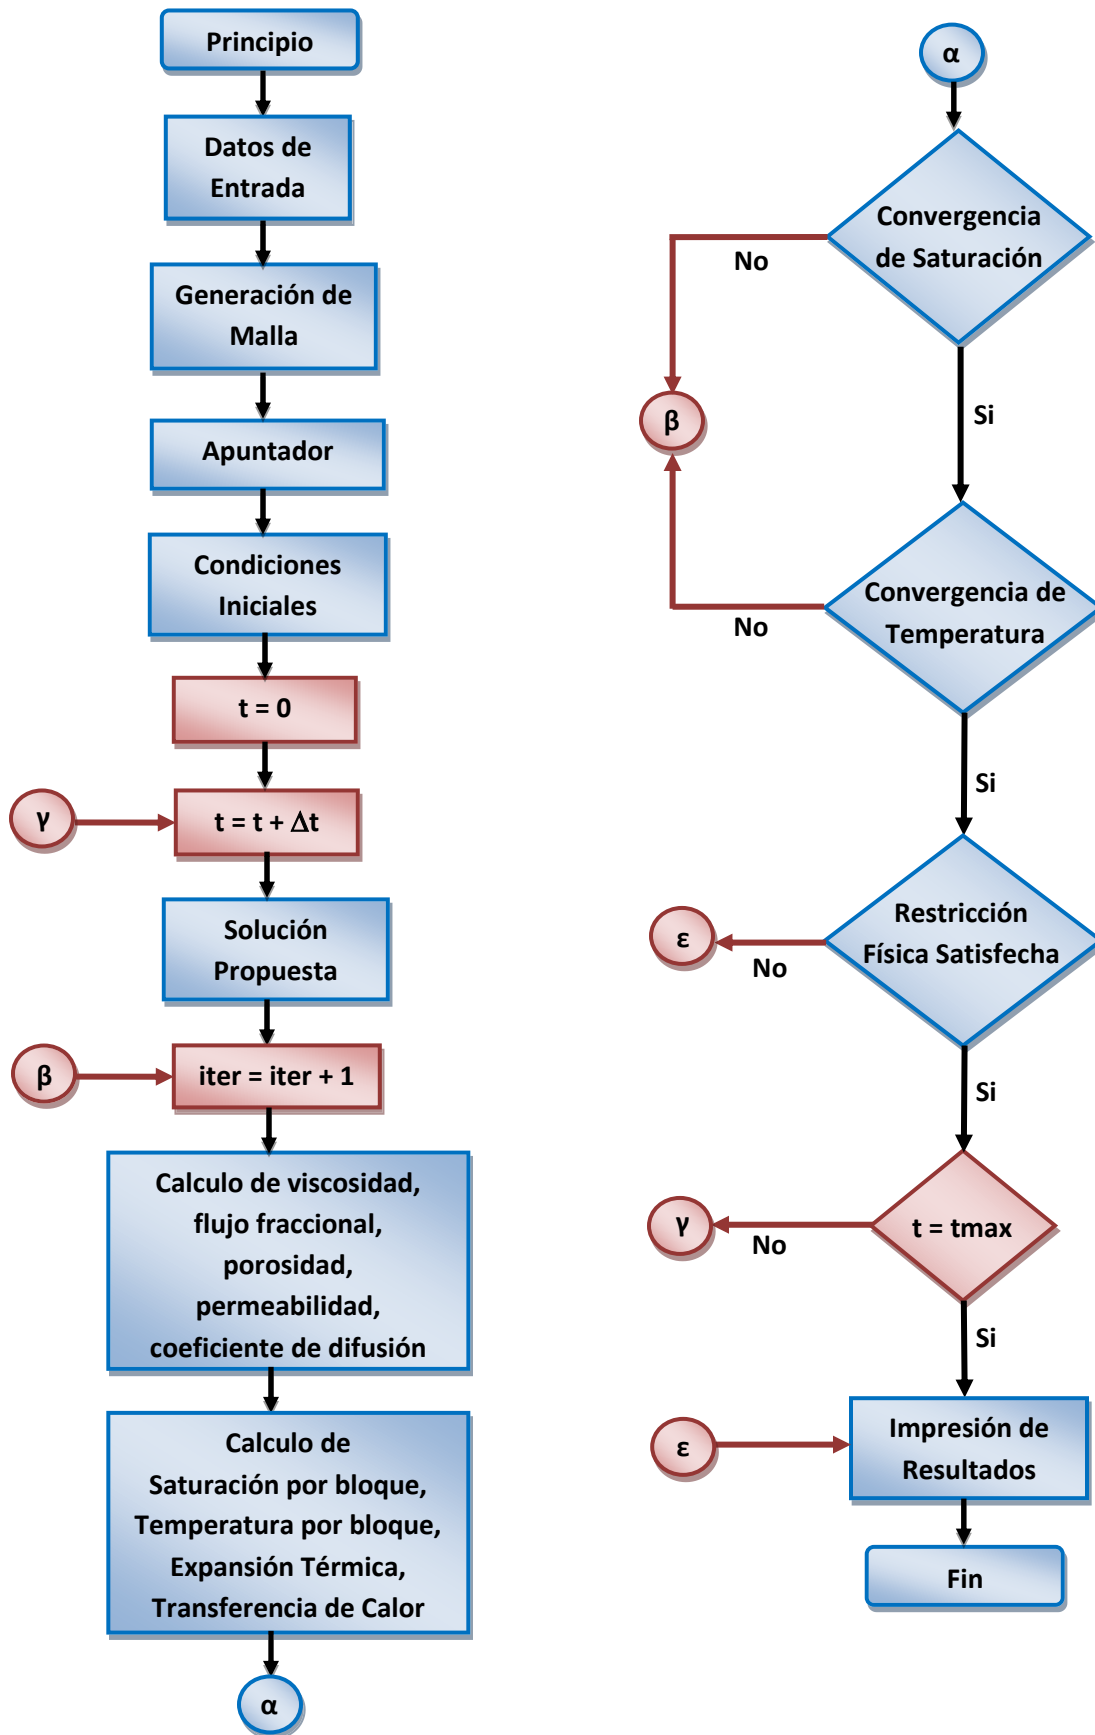 Principio
Datos de
Entrada
Generación de
Malla
Apuntador
Condiciones
Iniciales
t = 0
γ
t = t + Δt
Solución
Propuesta
β
iter = iter + 1
Calculo de viscosidad,
flujo fraccional,
porosidad,
permeabilidad,
coeficiente de difusión
Calculo de
Saturación por bloque,
Temperatura por bloque,
Expansión Térmica,
Transferencia de Calor
α
α
Convergencia
de Saturación
No
Si
β
Convergencia de
Temperatura
No
Si
Restricción
Física Satisfecha
ε
No
Si
t = tmax
γ
No
Si
Impresión de
Resultados
ε
Fin